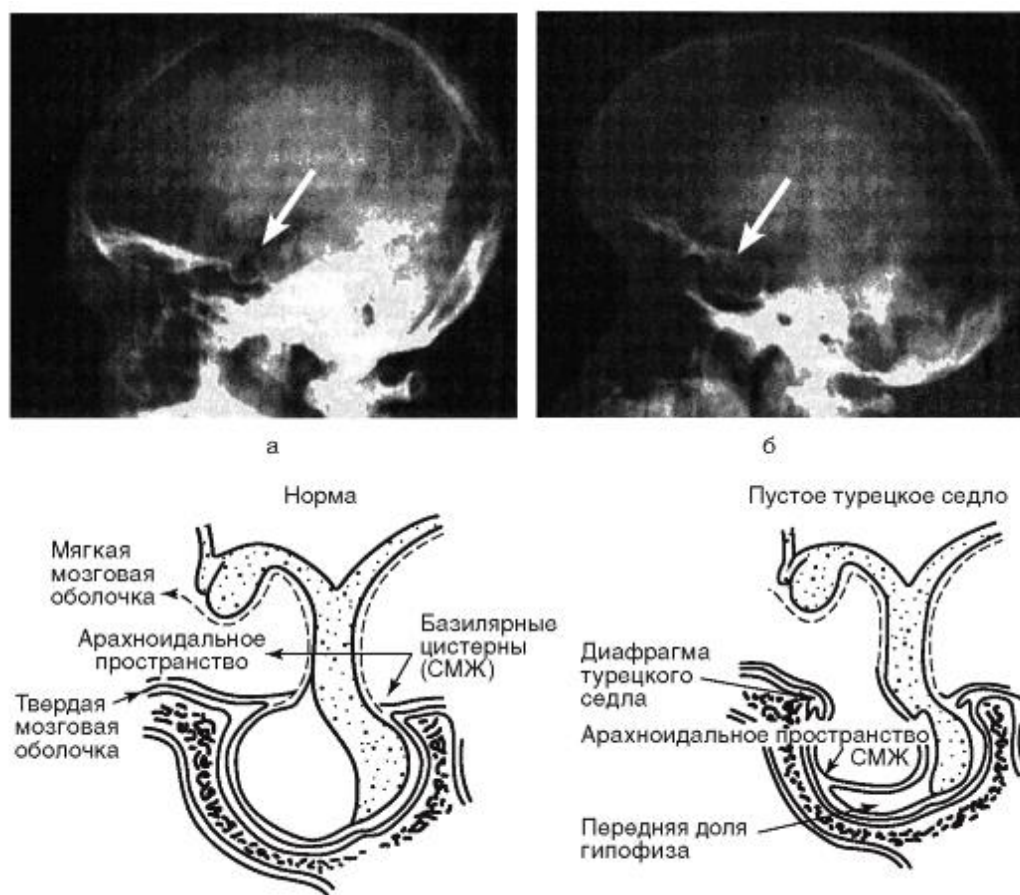 а
б
Норма
Пустое турецкое седло
Мягкая
мозговая
оболочка
Арахноидальное
пространство
Твердая
мозговая
оболочка
Базилярные
цистерны
(СМЖ)
Диафрагма
турецкого
седла
Арахноидальное пространство
СМЖ
Передняя доля
гипофиза